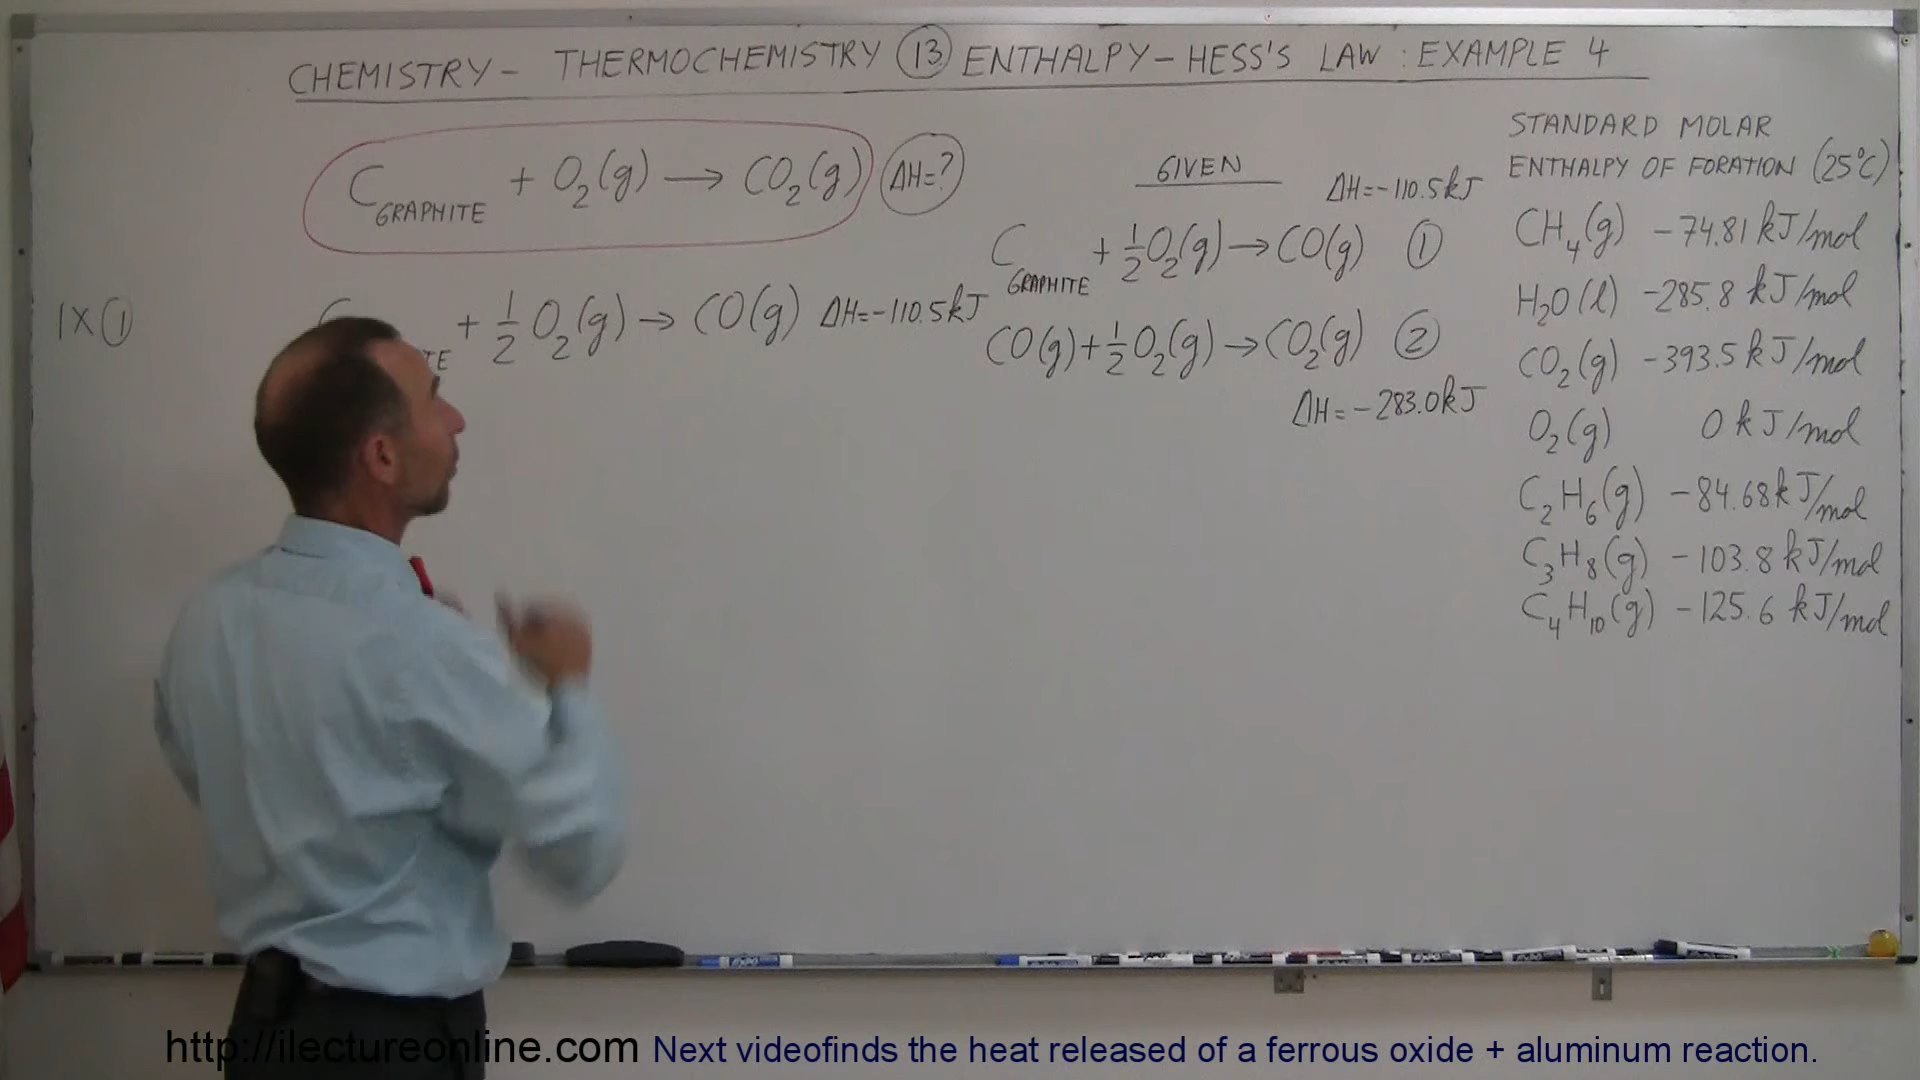 CHEMISTRY - THERMOCHEMISTRY 13 ENTHALPY - HESS'S LAW : EXAMPLE 4
C GRAPHITE + O₂(g) → CO₂(g) ΔH=?
1X ① C + ½ O₂(g) → CO(g) ΔH=-110.5kJ
GIVEN
ΔH=-110.5kJ
C GRAPHITE + ½O₂(g) → CO(g) ①
CO(g)+½O₂(g) → CO₂(g) ②
ΔH=-283.0kJ
STANDARD MOLAR
ENTHALPY OF FORATION (25°C)
CH₄(g) -74.81 kJ/mol
H₂O(l) -285.8 kJ/mol
CO₂(g) -393.5 kJ/mol
O₂(g) 0 kJ/mol
C₂H₆(g) -84.68kJ/mol
C₃H₈(g) -103.8 kJ/mol
C₄H₁₀(g) -125.6 kJ/mol
http://ilectureonline.com Next videofinds the heat released of a ferrous oxide + aluminum reaction.